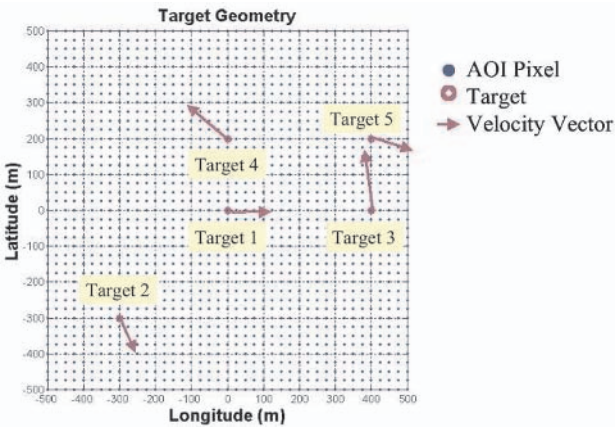 Target Geometry
500
400
300
200
100
0
-100
-200
-300
-400
-500
-500 -400 -300 -200 -100 0 100 200 300 400 500
Latitude (m)
Longitude (m)
Target 5
Target 4
Target 1
Target 3
Target 2
AOI Pixel
Target
Velocity Vector